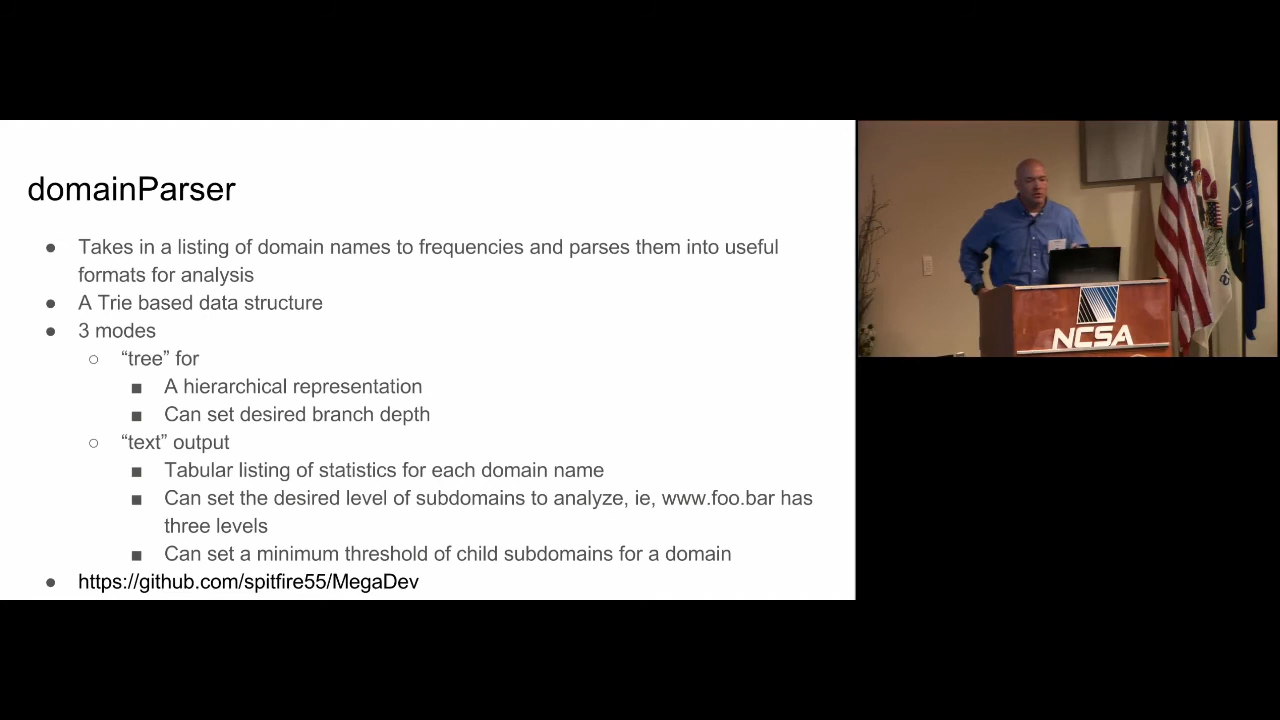 domainParser
● Takes in a listing of domain names to frequencies and parses them into useful
formats for analysis
● A Trie based data structure
● 3 modes
○ “tree” for
■ A hierarchical representation
■ Can set desired branch depth
○ “text” output
■ Tabular listing of statistics for each domain name
■ Can set the desired level of subdomains to analyze, ie, www.foo.bar has
three levels
■ Can set a minimum threshold of child subdomains for a domain
● https://github.com/spitfire55/MegaDev
NCSA